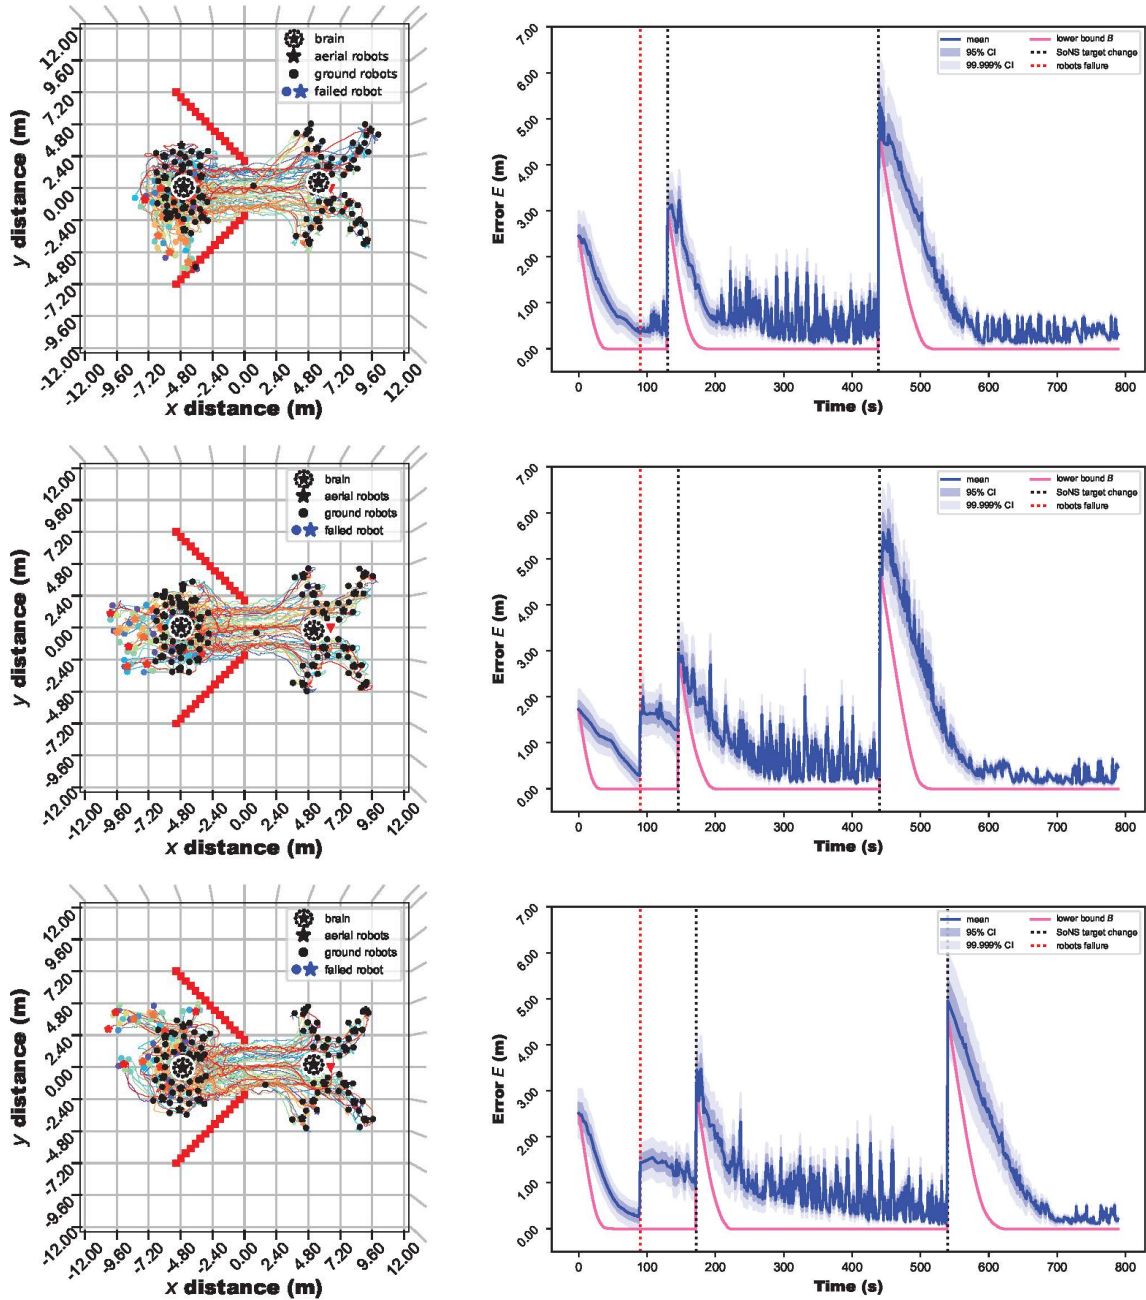 brain
aerial robots
ground robots
failed robot
y distance (m)
12.00
9.60
7.20
4.80
2.40
0.00
-2.40
-4.80
-7.20
-9.60
-12.00
-12.00 -9.60 -7.20 -4.80 -2.40 0.00 2.40 4.80 7.20 9.60 12.00
x distance (m)
mean
95% CI
99.999% CI
lower bound B
SoNS target change
robots failure
Error E (m)
7.00
6.00
5.00
4.00
3.00
2.00
1.00
0.00
0 100 200 300 400 500 600 700 800
Time (s)
brain
aerial robots
ground robots
failed robot
y distance (m)
12.00
9.60
7.20
4.80
2.40
0.00
-2.40
-4.80
-7.20
-9.60
-12.00
-12.00 -9.60 -7.20 -4.80 -2.40 0.00 2.40 4.80 7.20 9.60 12.00
x distance (m)
mean
95% CI
99.999% CI
lower bound B
SoNS target change
robots failure
Error E (m)
7.00
6.00
5.00
4.00
3.00
2.00
1.00
0.00
0 100 200 300 400 500 600 700 800
Time (s)
brain
aerial robots
ground robots
failed robot
y distance (m)
12.00
9.60
7.20
4.80
2.40
0.00
-2.40
-4.80
-7.20
-9.60
-12.00
-12.00 -9.60 -7.20 -4.80 -2.40 0.00 2.40 4.80 7.20 9.60 12.00
x distance (m)
mean
95% CI
99.999% CI
lower bound B
SoNS target change
robots failure
Error E (m)
7.00
6.00
5.00
4.00
3.00
2.00
1.00
0.00
0 100 200 300 400 500 600 700 800
Time (s)